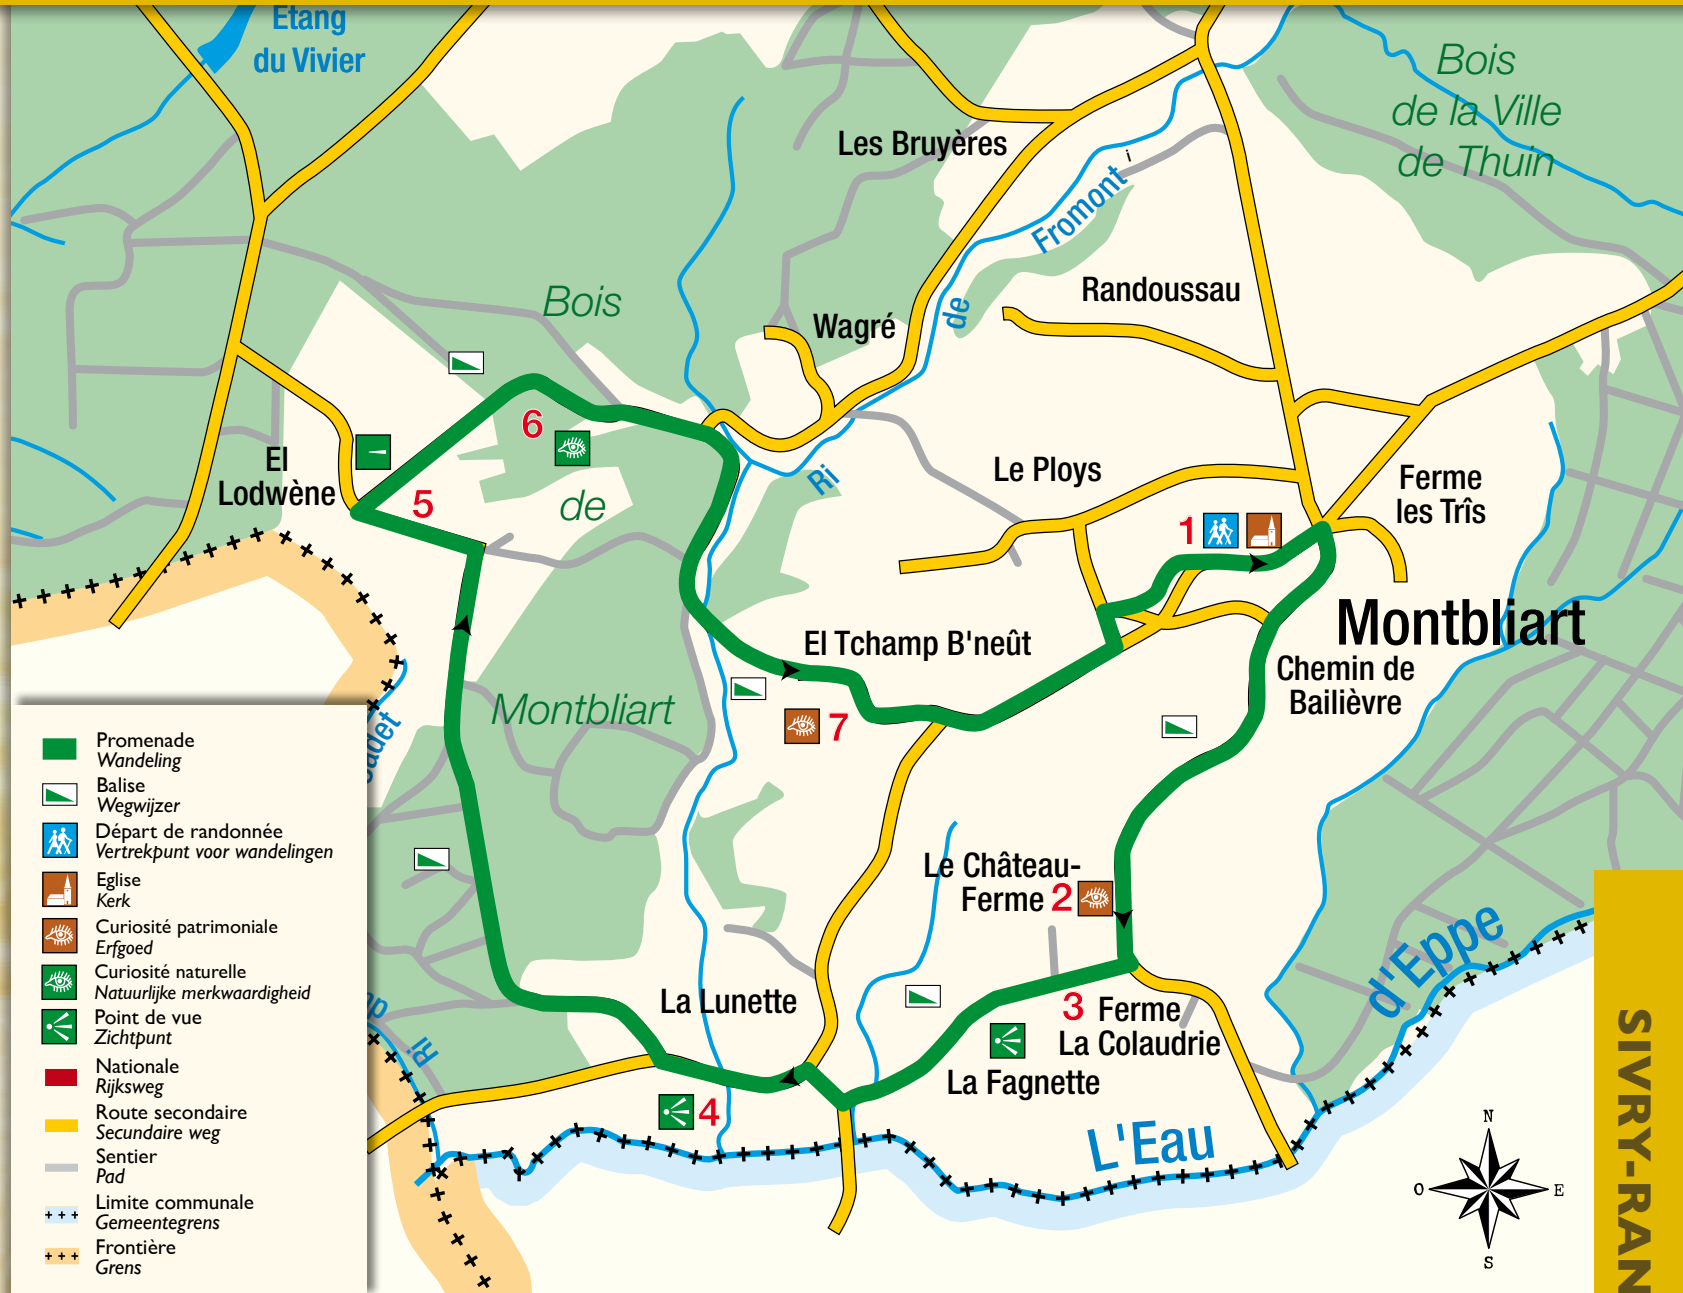 Etang
du Vivier
Bois
de la Ville
de Thuin
Les Bruyères
i
Fromont
de
Ri
Randoussau
Bois
Wagré
El
Lodwène
5
6
de
Le Ploys
Ferme
les Trîs
1
Montbliart
El Tchamp B'neût
Chemin de
Bailièvre
Montbliart
7
Le Château-
Ferme 2
La Lunette
3 Ferme
La Colaudrie
La Fagnette
4
d'Eppe
L'Eau
Ri
N
O
E
S
SIVRY-RAN
Promenade
Wandeling
Balise
Wegwijzer
Départ de randonnée
Vertrekpunt voor wandelingen
Eglise
Kerk
Curiosité patrimoniale
Erfgoed
Curiosité naturelle
Natuurlijke merkwaardigheid
Point de vue
Zichtpunt
Nationale
Rijksweg
Route secondaire
Secundaire weg
Sentier
Pad
Limite communale
Gemeentegrens
Frontière
Grens